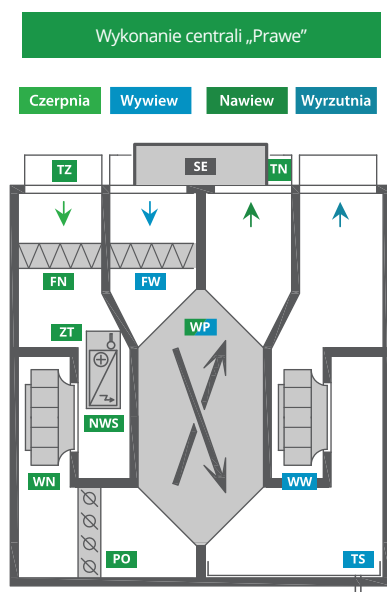 Wykonanie centrali „Prawe”
Czerpnia
Wywiew
Nawiew
Wyrzutnia
TZ
SE
TN
FN
FW
ZT
WP
NWS
WN
WW
PO
TS